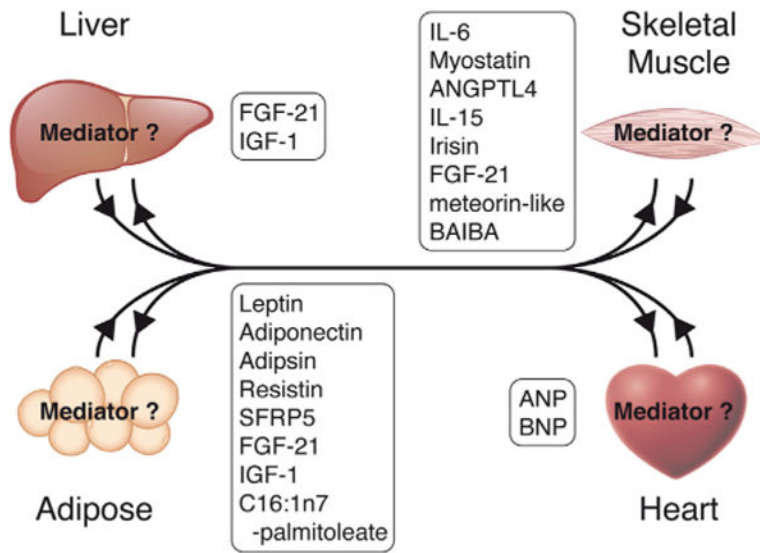 Liver
Mediator ?
FGF-21
IGF-1
IL-6
Myostatin
ANGPTL4
IL-15
Irisin
FGF-21
meteorin-like
BAIBA
Skeletal
Muscle
Mediator ?
Mediator ?
Adipose
Leptin
Adiponectin
Adipsin
Resistin
SFRP5
FGF-21
IGF-1
C16:1n7
-palmitoleate
ANP
BNP
Mediator ?
Heart